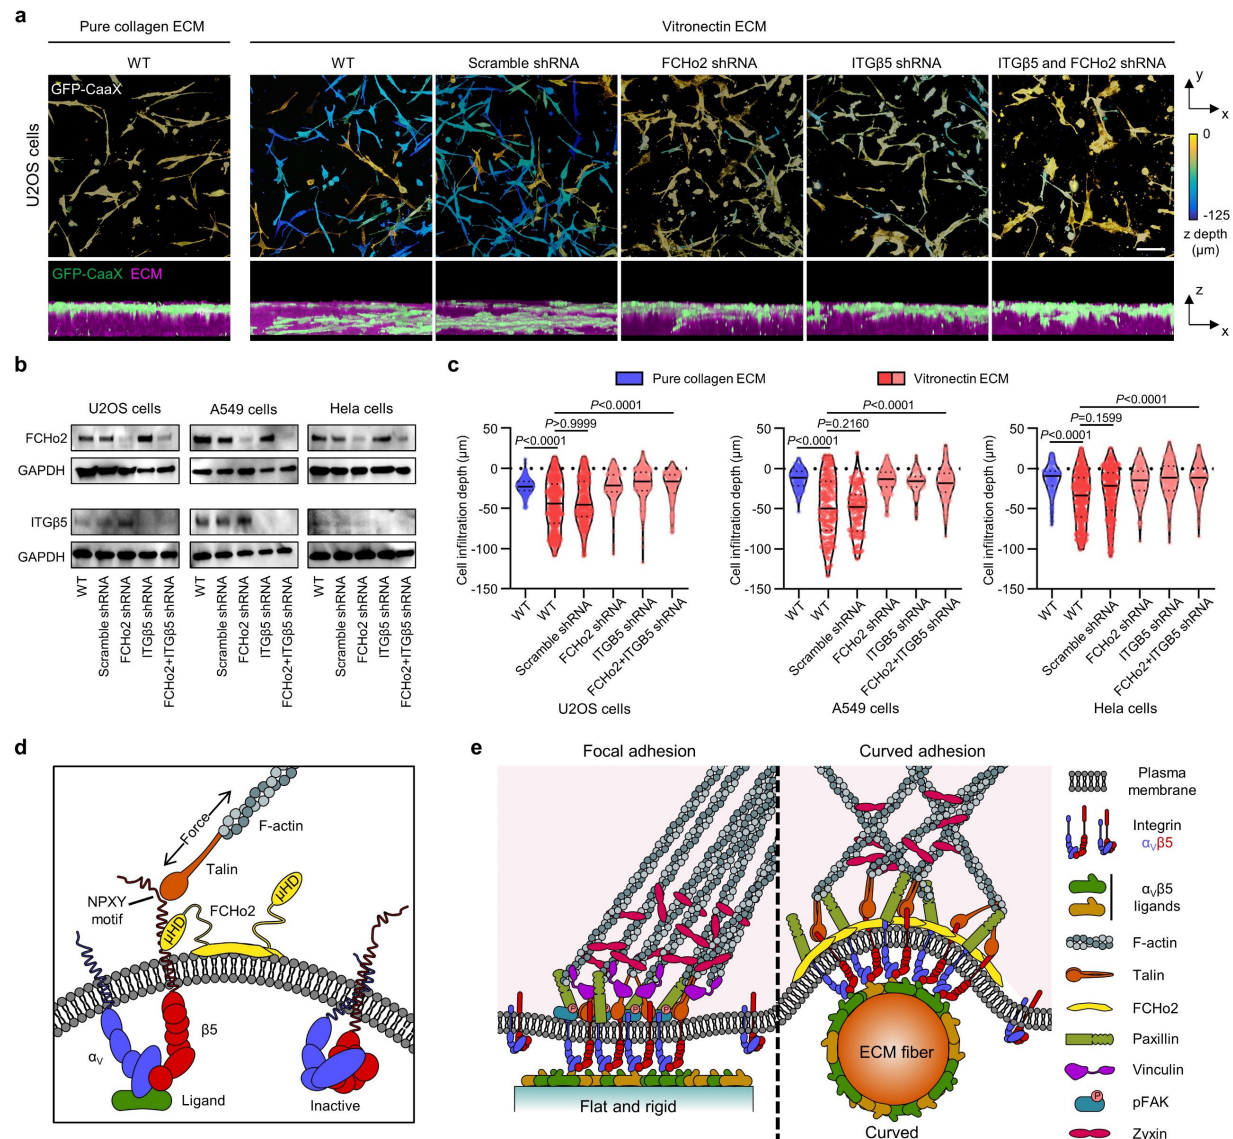 a
Pure collagen ECM
Vitronectin ECM
WT
WT
Scramble shRNA
FCHo2 shRNA
ITGβ5 shRNA
ITGβ5 and FCHo2 shRNA
U2OS cells
GFP-CaaX
y
x
0
-125
z depth
(µm)
GFP-CaaX ECM
z
x
b
U2OS cells
A549 cells
Hela cells
FCHo2
GAPDH
ITGβ5
GAPDH
WT
Scramble shRNA
FCHo2 shRNA
ITGβ5 shRNA
FCHo2+ITGβ5 shRNA
WT
Scramble shRNA
FCHo2 shRNA
ITGβ5 shRNA
FCHo2+ITGβ5 shRNA
WT
Scramble shRNA
FCHo2 shRNA
ITGβ5 shRNA
FCHo2+ITGβ5 shRNA
c
Pure collagen ECM
Vitronectin ECM
Cell infiltration depth (µm)
50
0
-50
-100
-150
P<0.0001
P>0.9999
P<0.0001
WT
WT
Scramble shRNA
FCHo2 shRNA
ITGB5 shRNA
FCHo2+ITGB5 shRNA
U2OS cells
Cell infiltration depth (µm)
50
0
-50
-100
-150
P<0.0001
P=0.2160
P<0.0001
WT
WT
Scramble shRNA
FCHo2 shRNA
ITGB5 shRNA
FCHo2+ITGB5 shRNA
A549 cells
Cell infiltration depth (µm)
50
0
-50
-100
-150
P<0.0001
P=0.1599
P<0.0001
WT
WT
Scramble shRNA
FCHo2 shRNA
ITGB5 shRNA
FCHo2+ITGB5 shRNA
Hela cells
d
Force
F-actin
Talin
NPXY
motif
FCHo2
µHD
µHD
αV
β5
Ligand
Inactive
e
Focal adhesion
Curved adhesion
P
P
P
Flat and rigid
ECM fiber
Curved
Plasma
membrane
Integrin
αVβ5
αVβ5
ligands
F-actin
Talin
FCHo2
Paxillin
Vinculin
P
pFAK
Zyxin